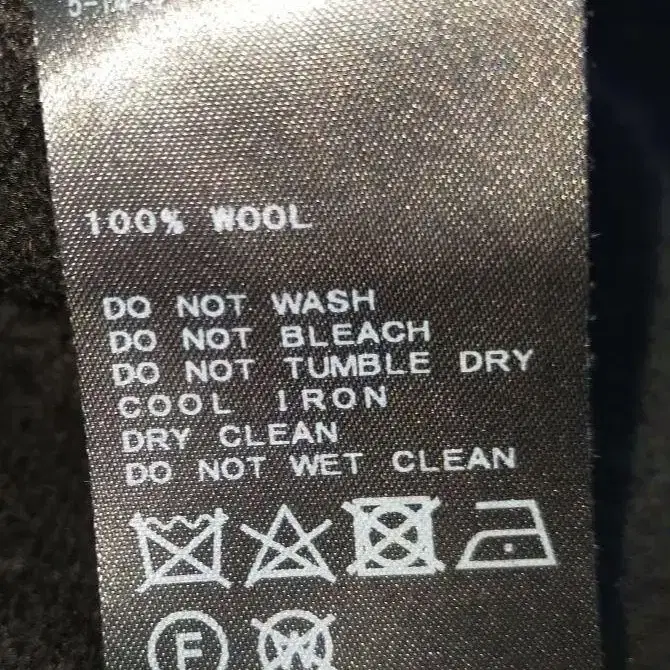 100% WOOL
DO NOT WASH
DO NOT BLEACH
DO NOT TUMBLE DRY
COOL IRON
DRY CLEAN
DO NOT WET CLEAN
F W